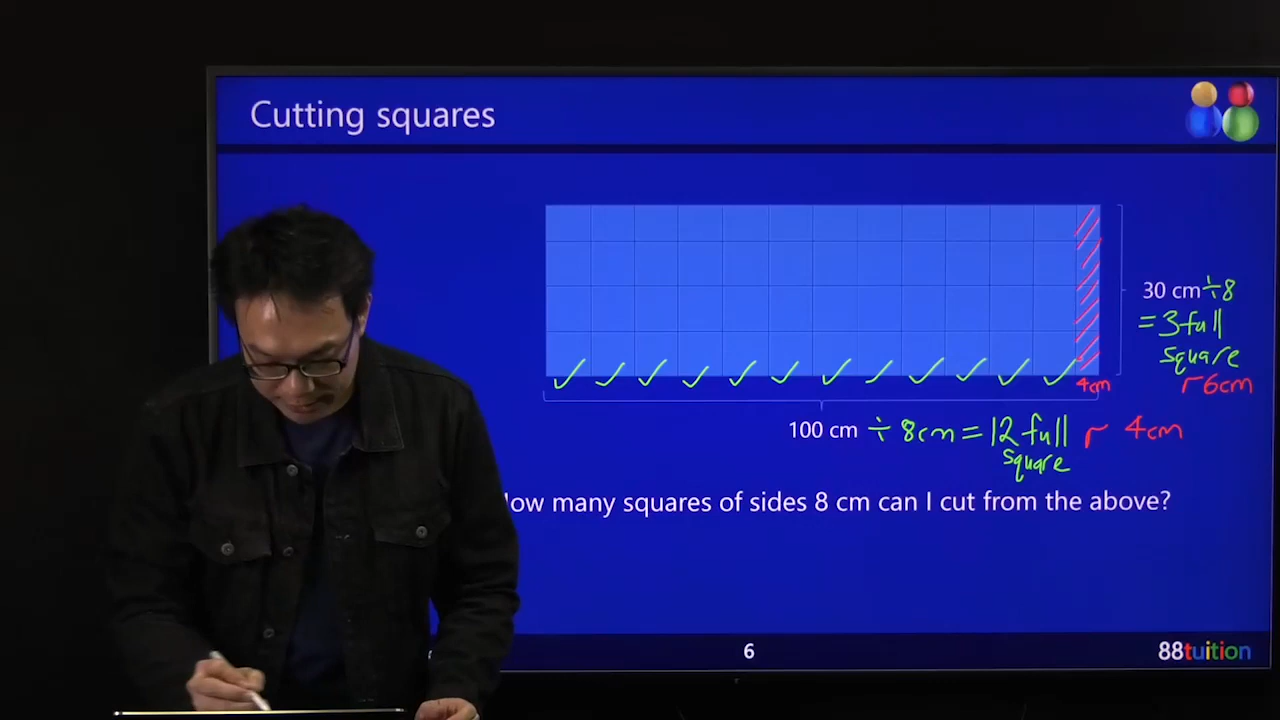 Cutting squares
30 cm ÷8
= 3 full
square
r 6cm
4cm
100 cm ÷ 8cm = 12 full r 4cm
square
How many squares of sides 8 cm can I cut from the above?
6
88tuition